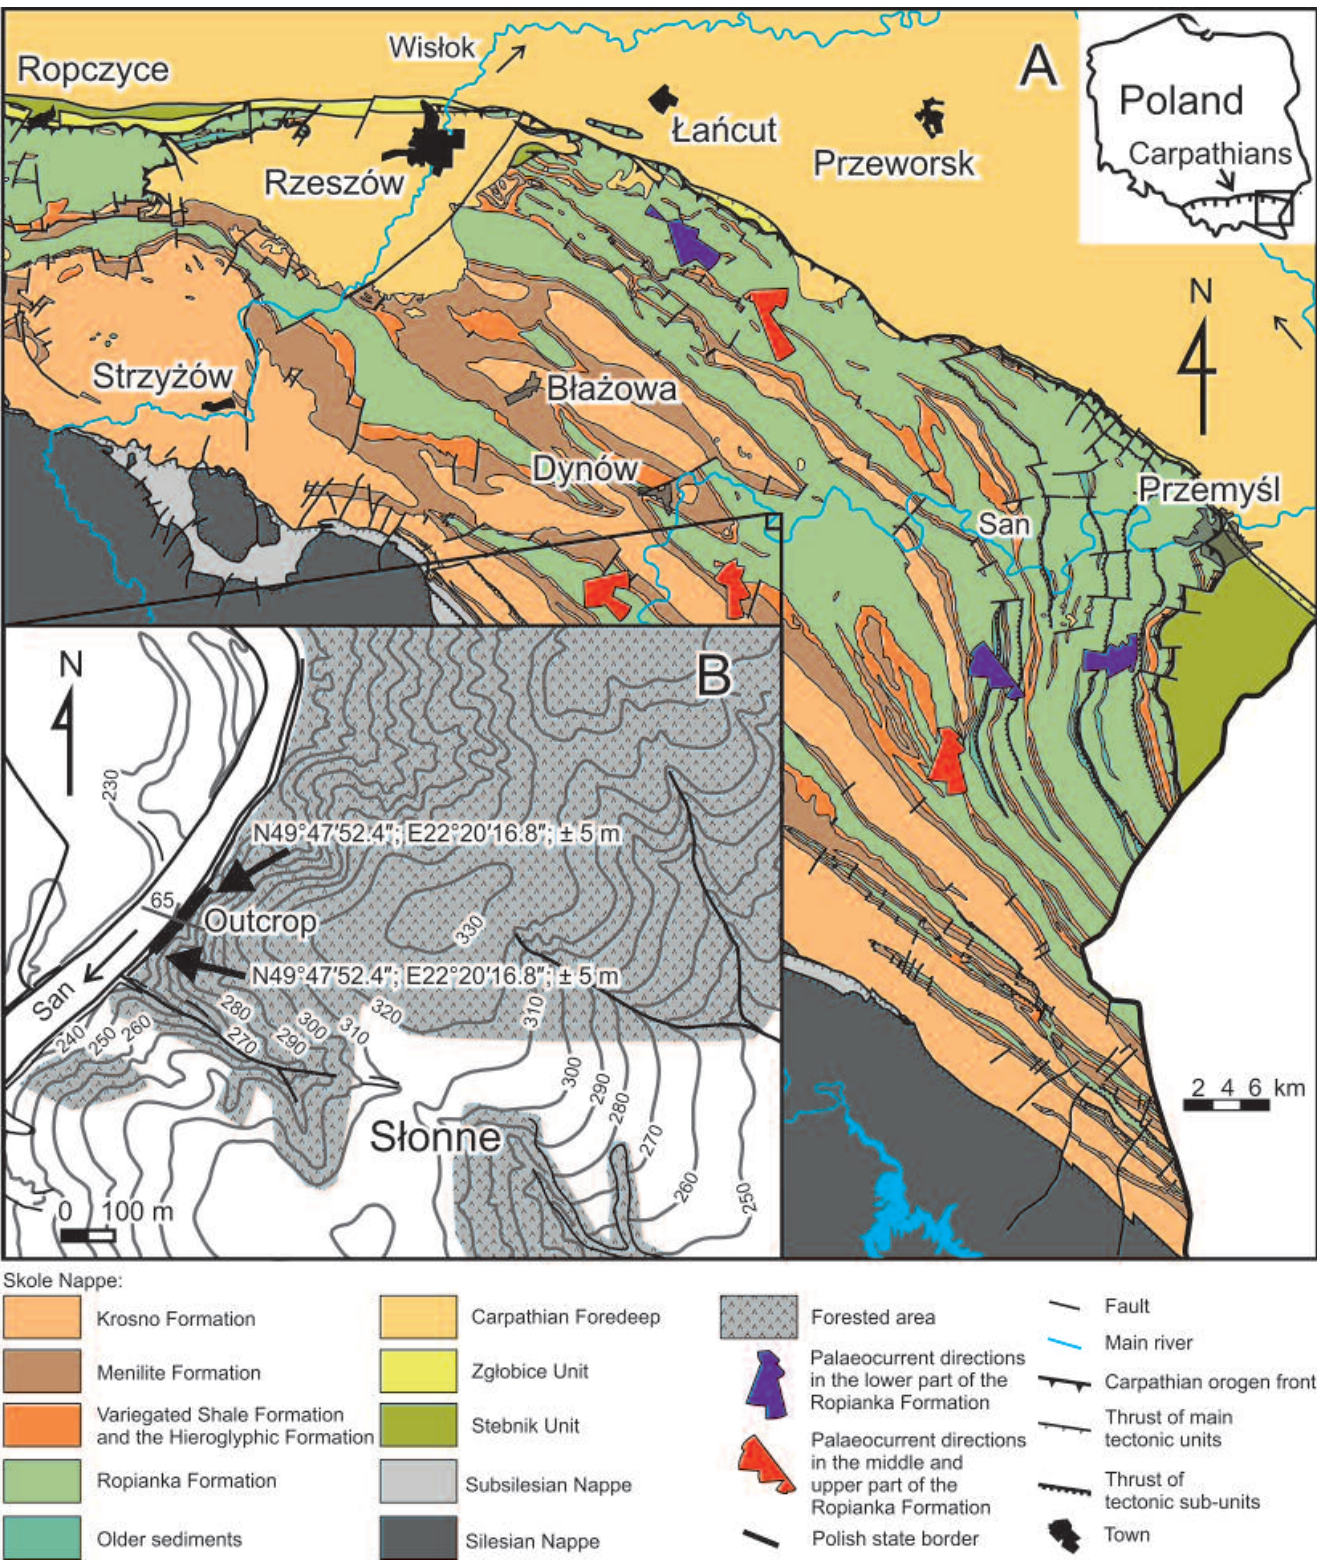 A
Wisłok
Ropczyce
Poland
Carpathians
Łańcut
Przeworsk
Rzeszów
N
Strzyżów
Błażowa
Dynów
Przemyśl
San
N
B
230
N49°47'52.4"; E22°20'16.8"; ± 5 m
65
Outcrop
330
N49°47'52.4"; E22°20'16.8"; ± 5 m
San
240
250
260
280
270
300
290
310
320
310
300
290
280
270
260
250
Słonne
0 100 m
2 4 6 km
Skole Nappe:
Krosno Formation
Menilite Formation
Variegated Shale Formation
and the Hieroglyphic Formation
Ropianka Formation
Older sediments
Carpathian Foredeep
Zgłobice Unit
Stebnik Unit
Subsilesian Nappe
Silesian Nappe
Forested area
Palaeocurrent directions
in the lower part of the
Ropianka Formation
Palaeocurrent directions
in the middle and
upper part of the
Ropianka Formation
Polish state border
Fault
Main river
Carpathian orogen front
Thrust of main
tectonic units
Thrust of
tectonic sub-units
Town